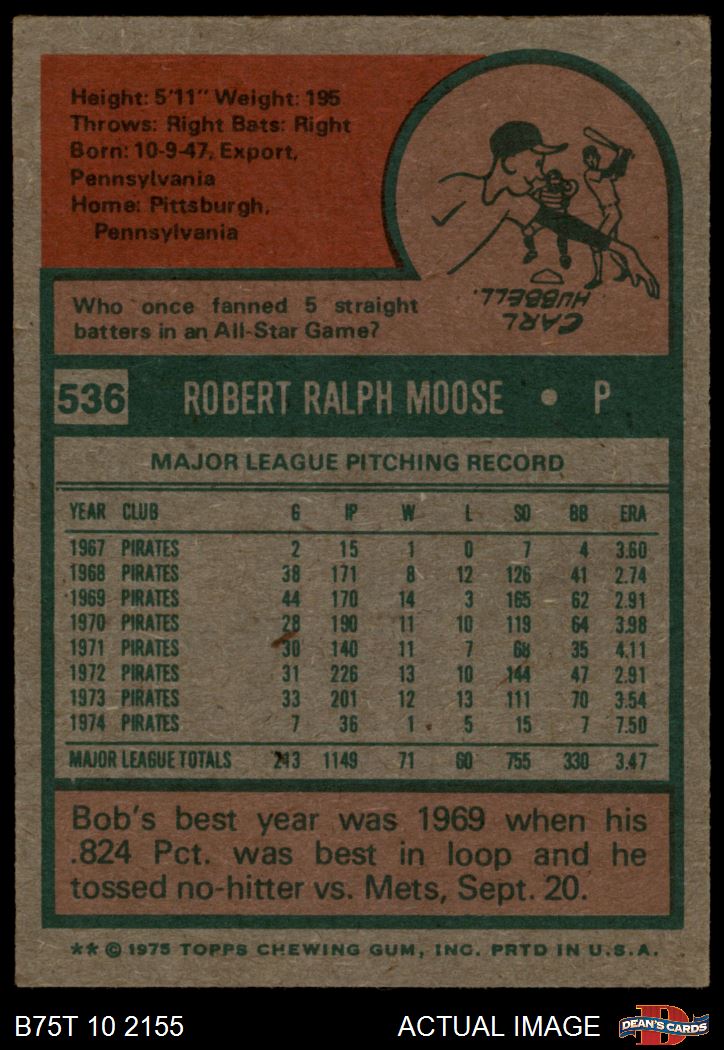 Height: 5'11" Weight: 195
Throws: Right Bats: Right
Born: 10-9-47, Export,
Pennsylvania
Home: Pittsburgh,
Pennsylvania
Who once fanned 5 straight
batters in an All-Star Game?
CARL
HUBBELL.
536 ROBERT RALPH MOOSE • P
MAJOR LEAGUE PITCHING RECORD
YEAR CLUB G IP W L SO BB ERA
1967 PIRATES 2 15 1 0 7 4 3.60
1968 PIRATES 38 171 8 12 126 41 2.74
1969 PIRATES 44 170 14 3 165 62 2.91
1970 PIRATES 28 190 11 10 119 64 3.98
1971 PIRATES 30 140 11 7 68 35 4.11
1972 PIRATES 31 226 13 10 144 47 2.91
1973 PIRATES 33 201 12 13 111 70 3.54
1974 PIRATES 7 36 1 5 15 7 7.50
MAJOR LEAGUE TOTALS 213 1149 71 60 755 330 3.47
Bob's best year was 1969 when his
.824 Pct. was best in loop and he
tossed no-hitter vs. Mets, Sept. 20.
** © 1975 TOPPS CHEWING GUM, INC. PRTD IN U.S.A.
B75T 10 2155 ACTUAL IMAGE D DEAN'S CARDS